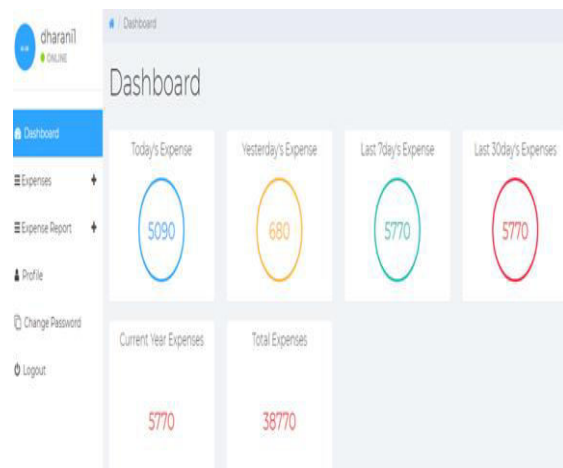 dharani1
ONLINE
Dashboard
Expenses
Expense Report
Profile
Change Password
Logout
/ Dashboard
Dashboard
Today's Expense
5090
Yesterday's Expense
680
Last 7day's Expense
5770
Last 30day's Expenses
5770
Current Year Expenses
5770
Total Expenses
38770